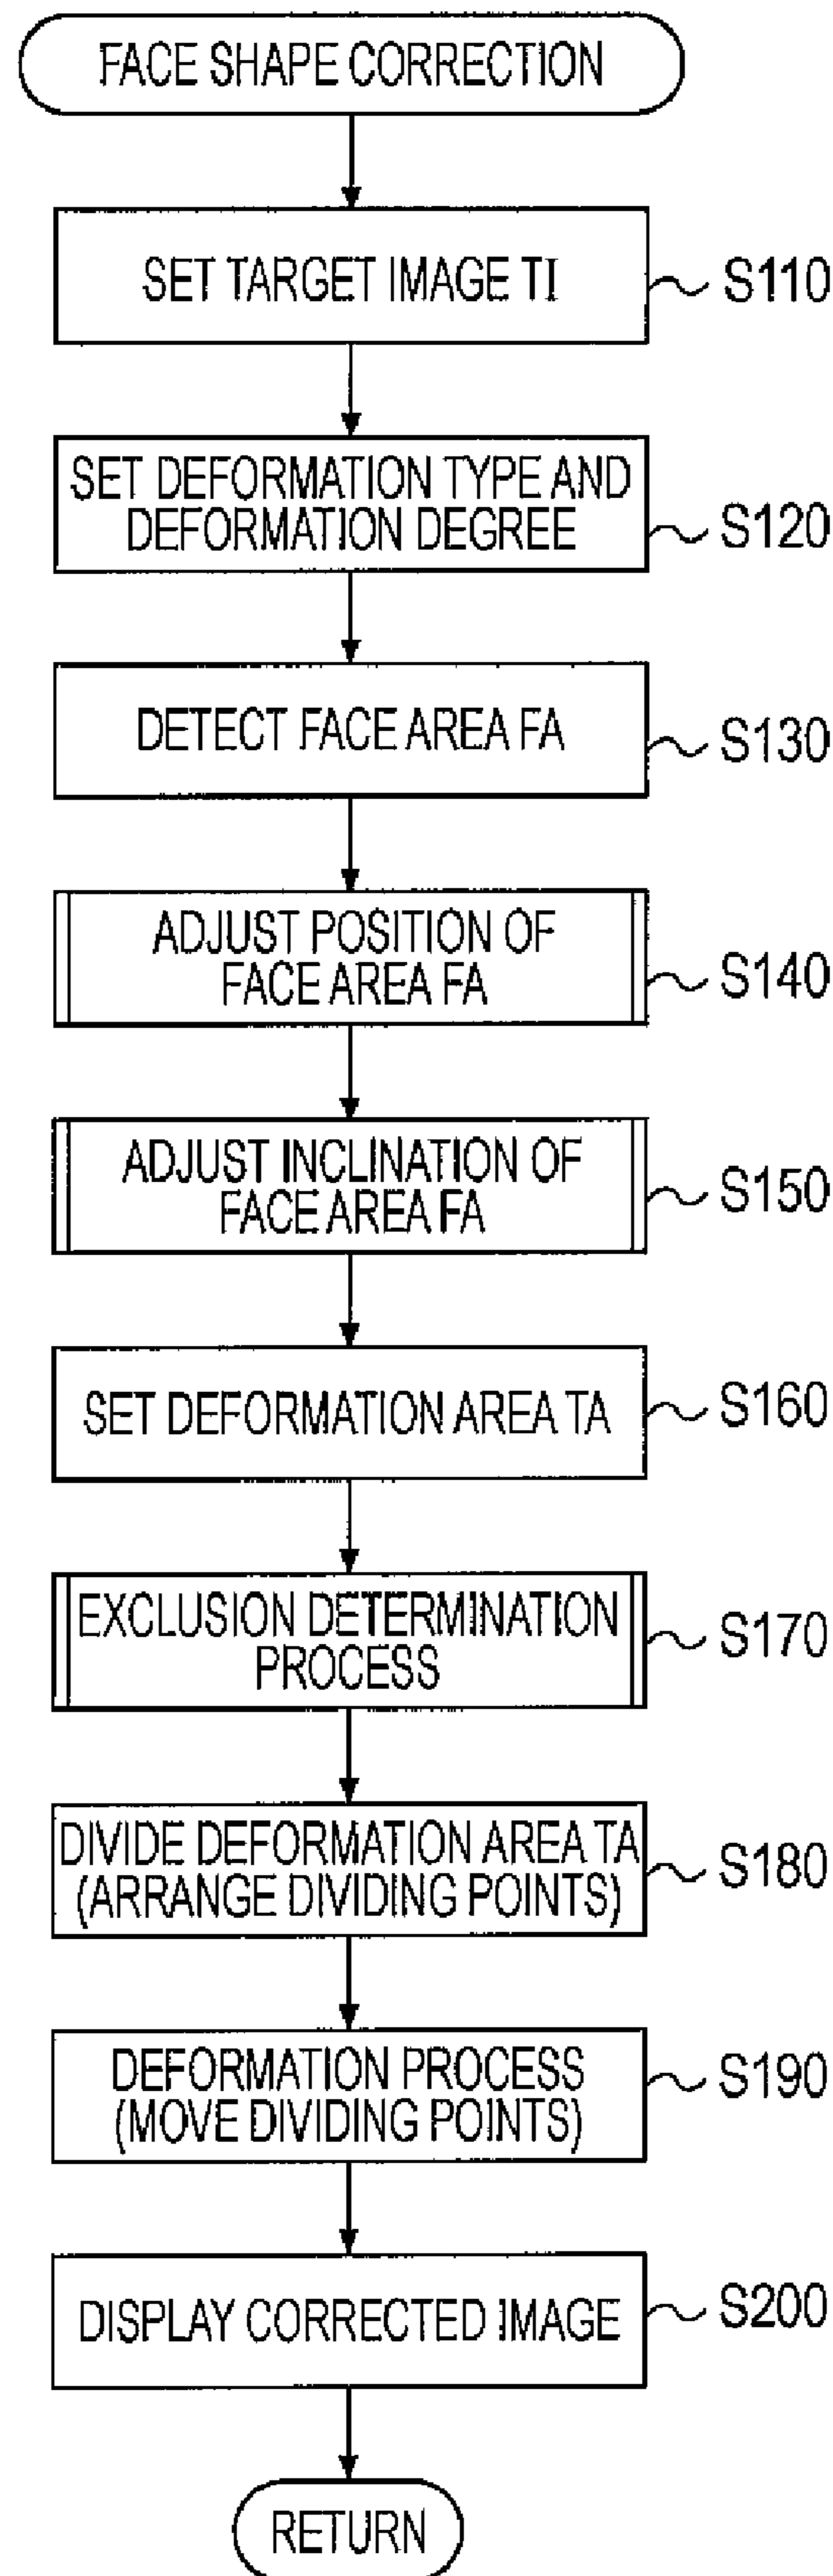 FACE SHAPE CORRECTION
SET TARGET IMAGE TI
S110
SET DEFORMATION TYPE AND
DEFORMATION DEGREE
S120
DETECT FACE AREA FA
S130
ADJUST POSITION OF
FACE AREA FA
S140
ADJUST INCLINATION OF
FACE AREA FA
S150
SET DEFORMATION AREA TA
S160
EXCLUSION DETERMINATION
PROCESS
S170
DIVIDE DEFORMATION AREA TA
(ARRANGE DIVIDING POINTS)
S180
DEFORMATION PROCESS
(MOVE DIVIDING POINTS)
S190
DISPLAY CORRECTED IMAGE
S200
RETURN